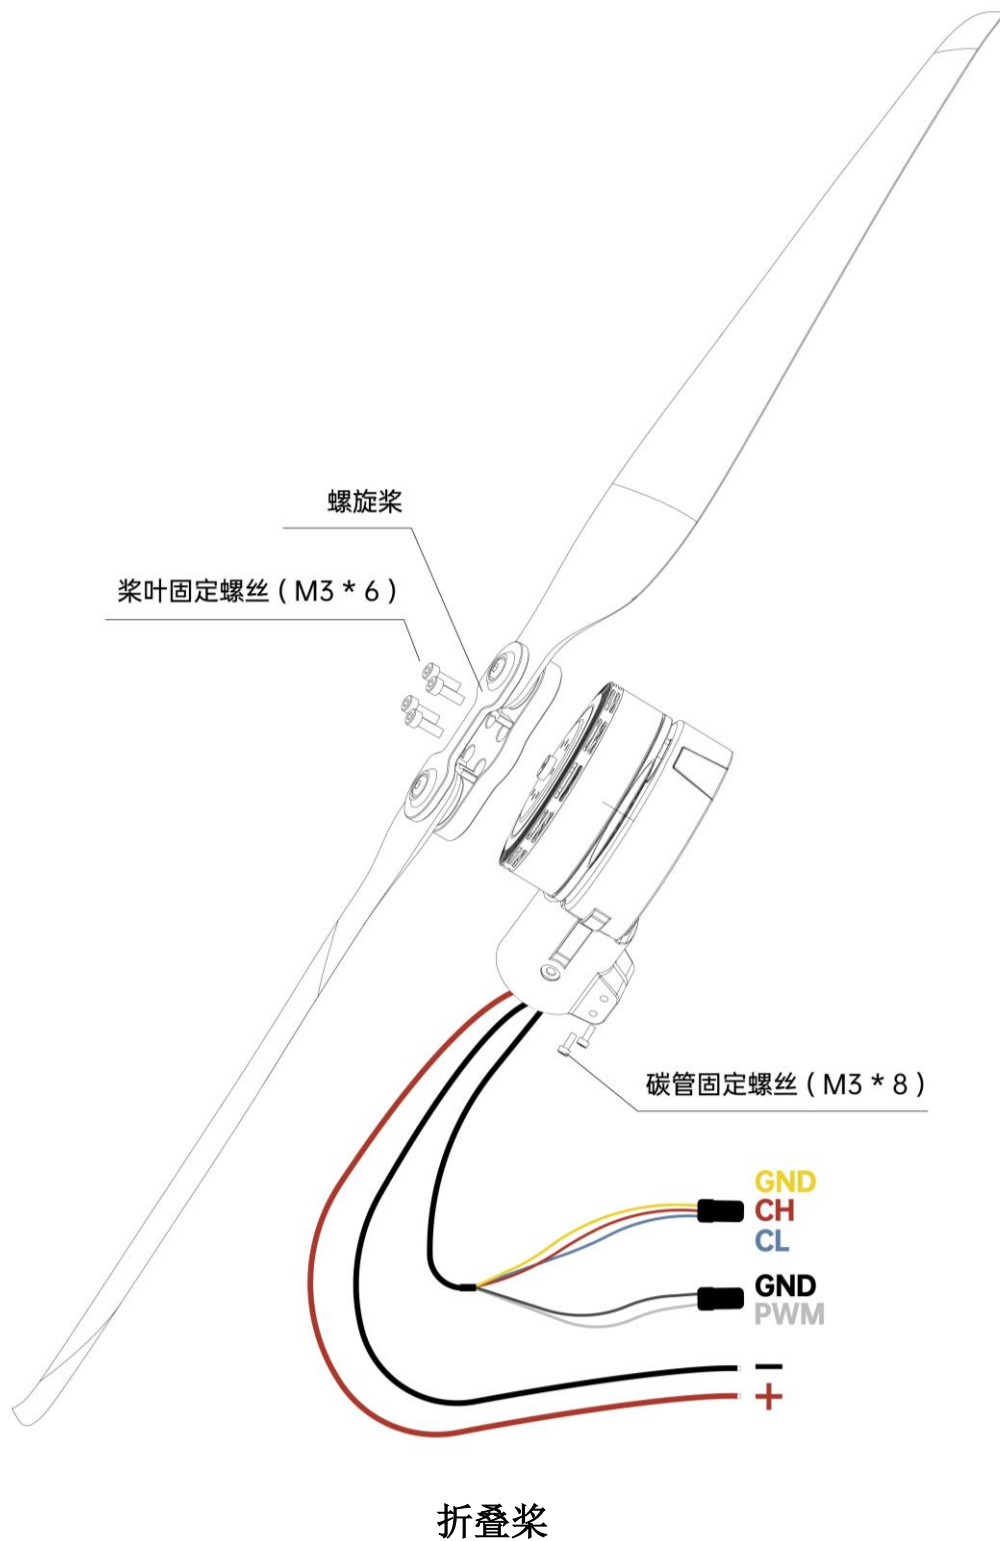 螺旋桨
桨叶固定螺丝 ( M3 * 6 )
碳管固定螺丝 ( M3 * 8 )
GND
CH
CL
GND
PWM
−
+
折叠桨